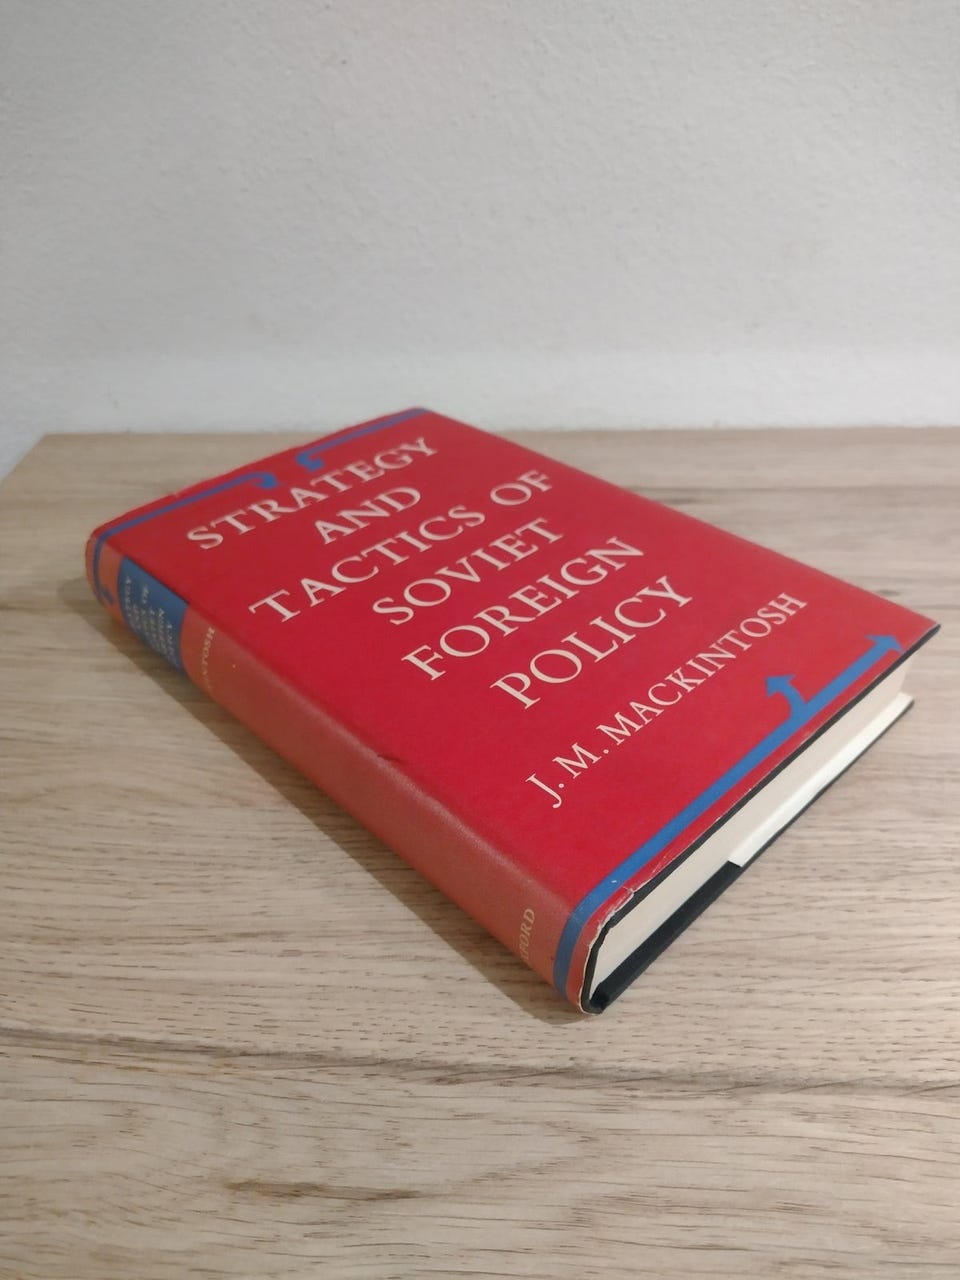 STRATEGY
AND
TACTICS OF
SOVIET
FOREIGN
POLICY
J. M. MACKINTOSH